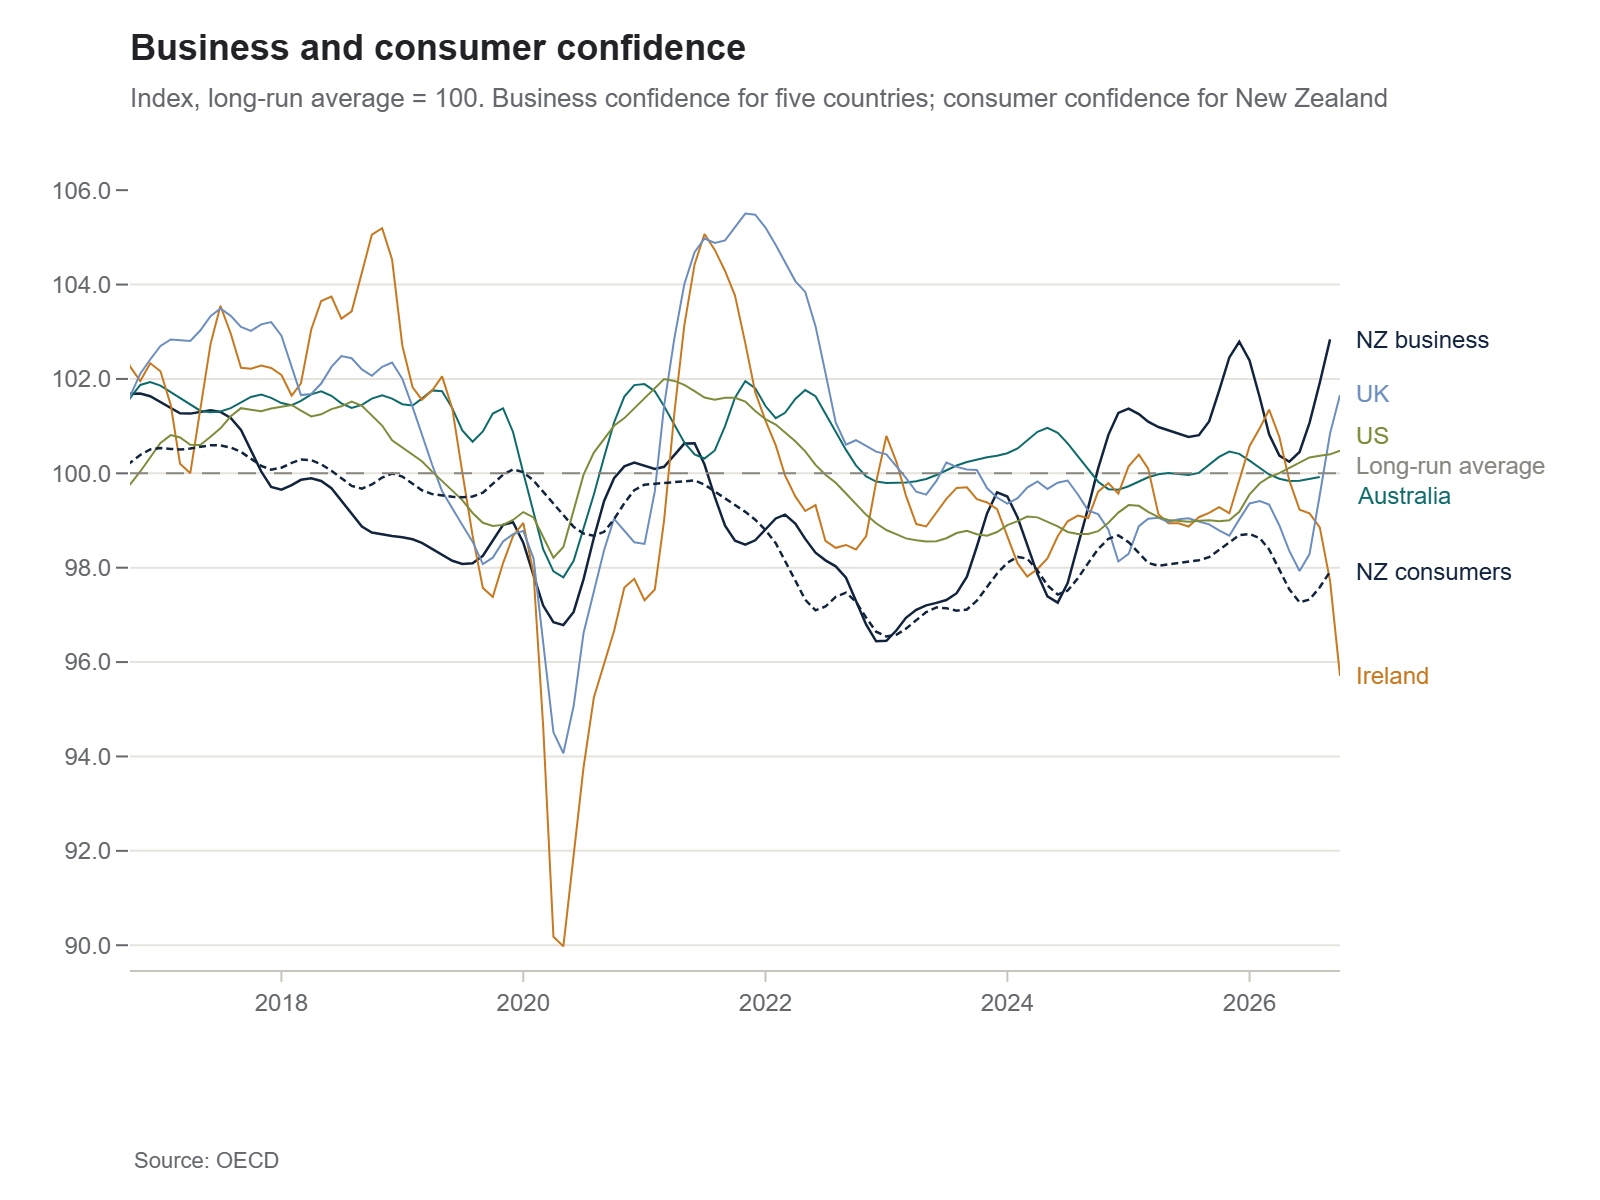 Business and consumer confidence
Index, long-run average = 100. Business confidence for five countries; consumer confidence for New Zealand
106.0
104.0
102.0
100.0
98.0
96.0
94.0
92.0
90.0
NZ business
UK
US
Long-run average
Australia
NZ consumers
Ireland
2018 2020 2022 2024 2026
Source: OECD